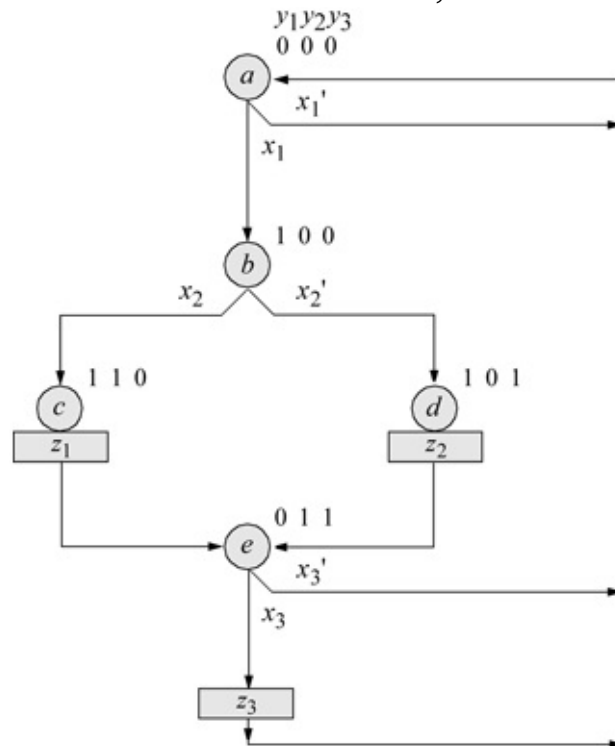 y₁y₂y₃
0 0 0
a
x₁'
x₁
1 0 0
b
x₂ x₂'
1 1 0 1 0 1
c d
z₁ z₂
0 1 1
e
x₃'
x₃
z₃